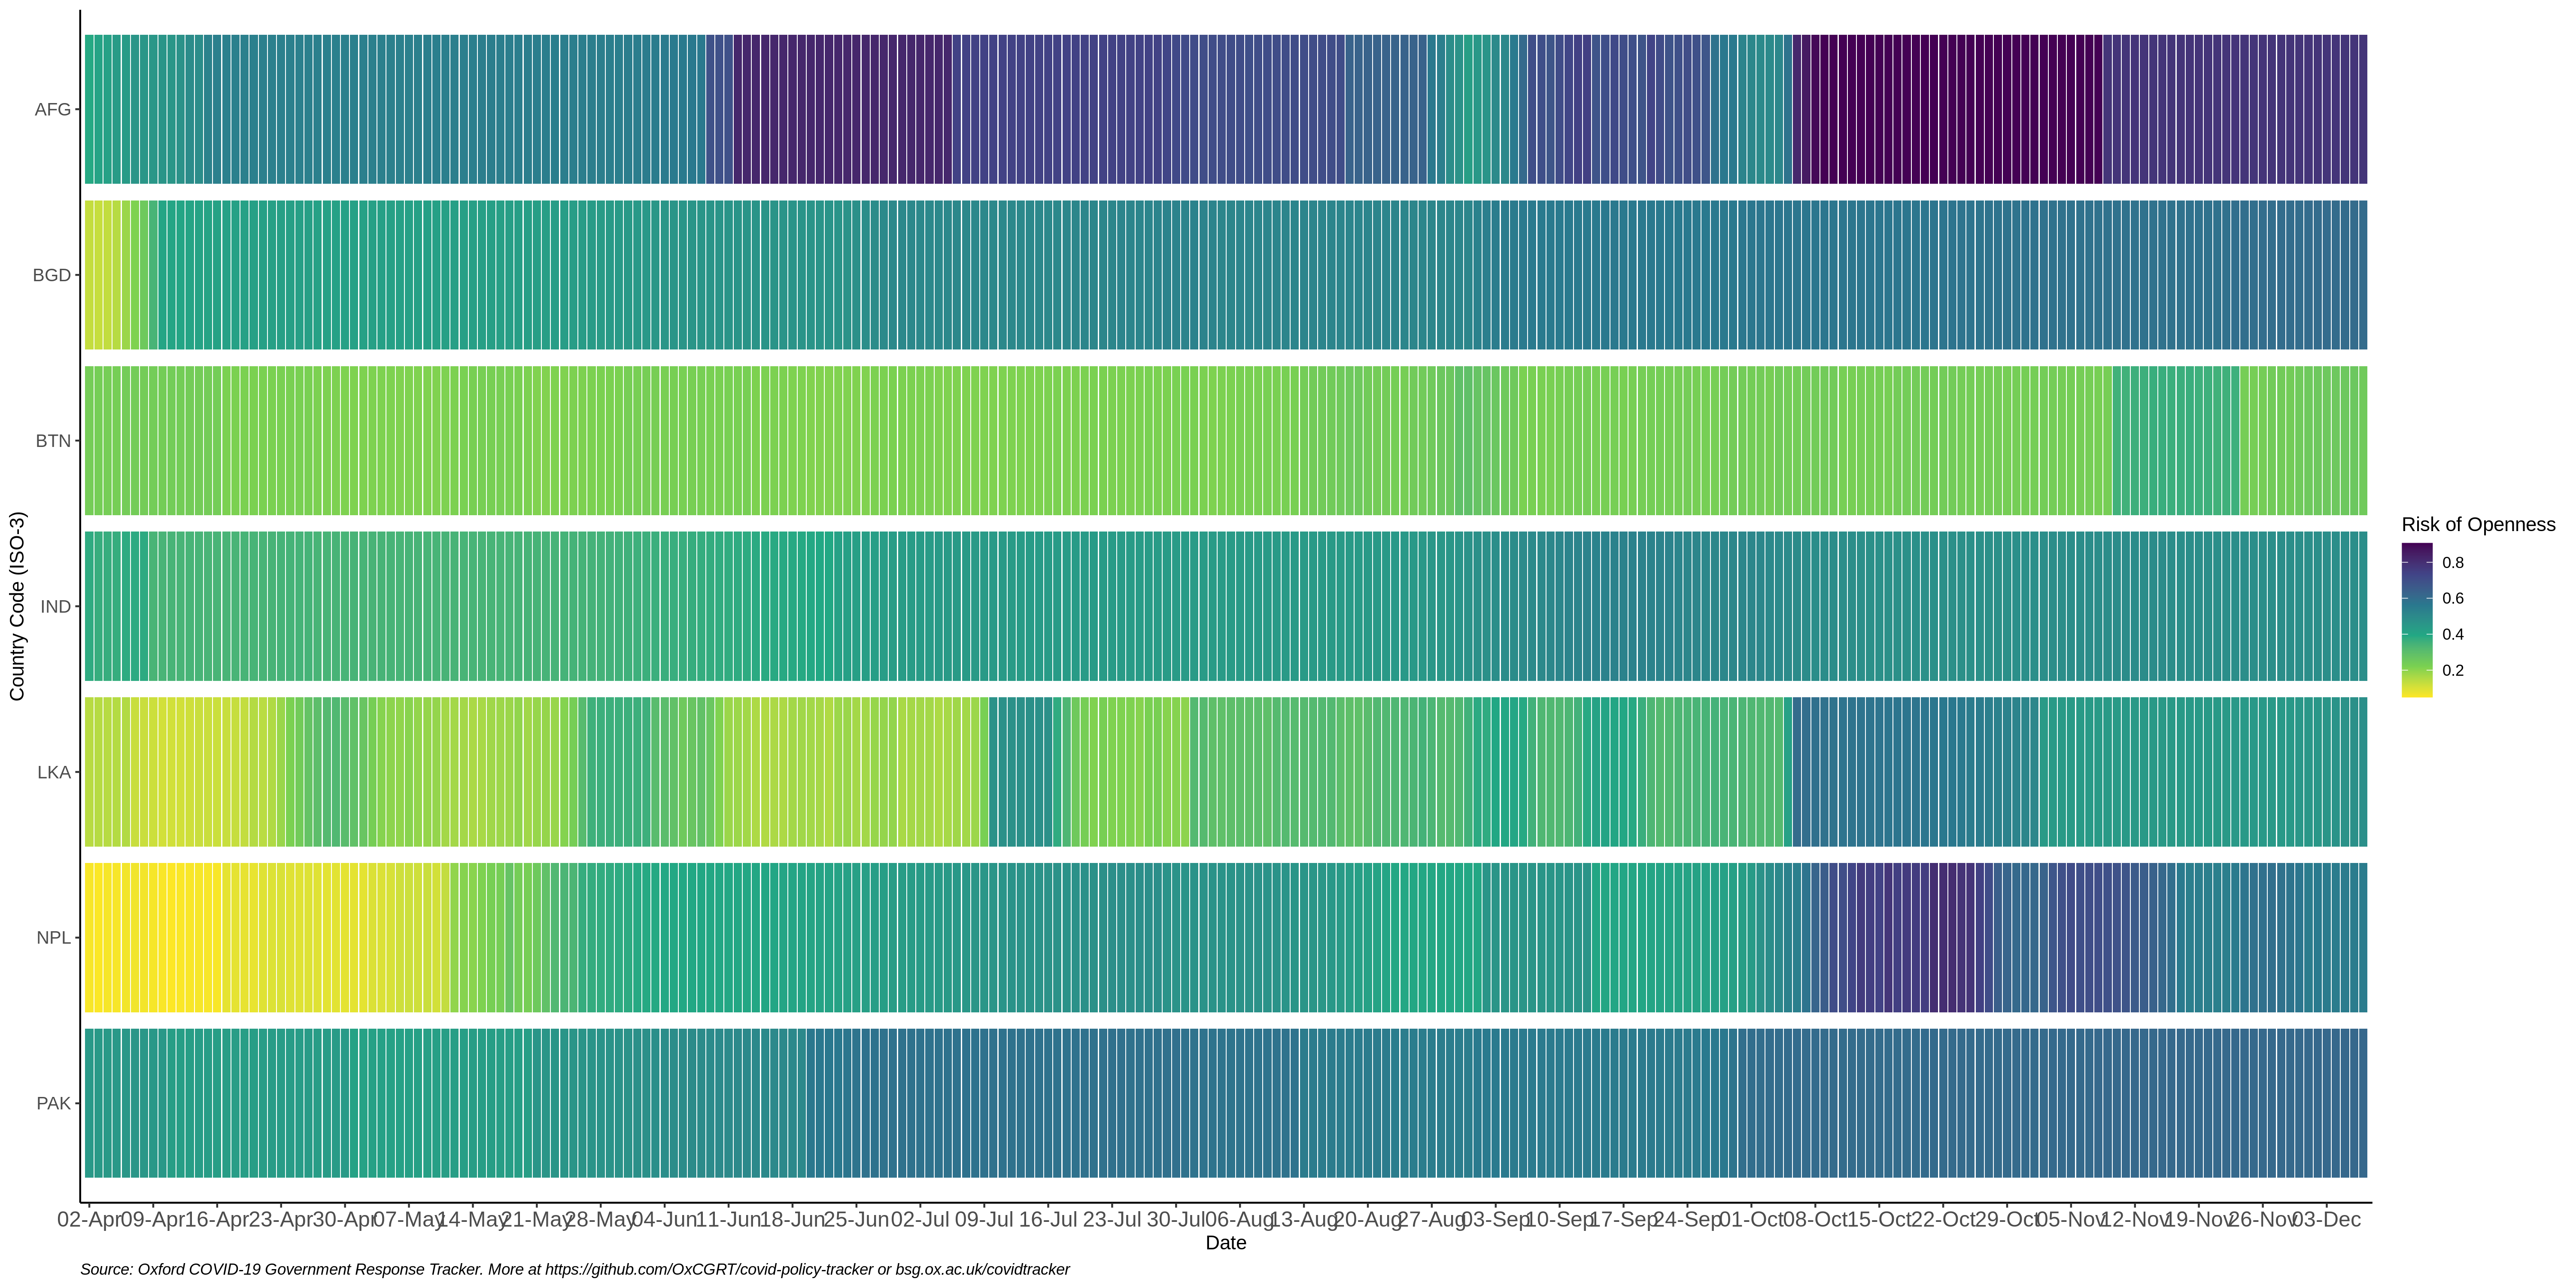 AFG
BGD
BTN
IND
LKA
NPL
PAK
Country Code (ISO-3)
02-Apr 09-Apr 16-Apr 23-Apr 30-Apr 07-May 14-May 21-May 28-May 04-Jun 11-Jun 18-Jun 25-Jun 02-Jul 09-Jul 16-Jul 23-Jul 30-Jul 06-Aug 13-Aug 20-Aug 27-Aug 03-Sep 10-Sep 17-Sep 24-Sep 01-Oct 08-Oct 15-Oct 22-Oct 29-Oct 05-Nov 12-Nov 19-Nov 26-Nov 03-Dec
Date
Risk of Openness
0.8
0.6
0.4
0.2
Source: Oxford COVID-19 Government Response Tracker. More at https://github.com/OxCGRT/covid-policy-tracker or bsg.ox.ac.uk/covidtracker